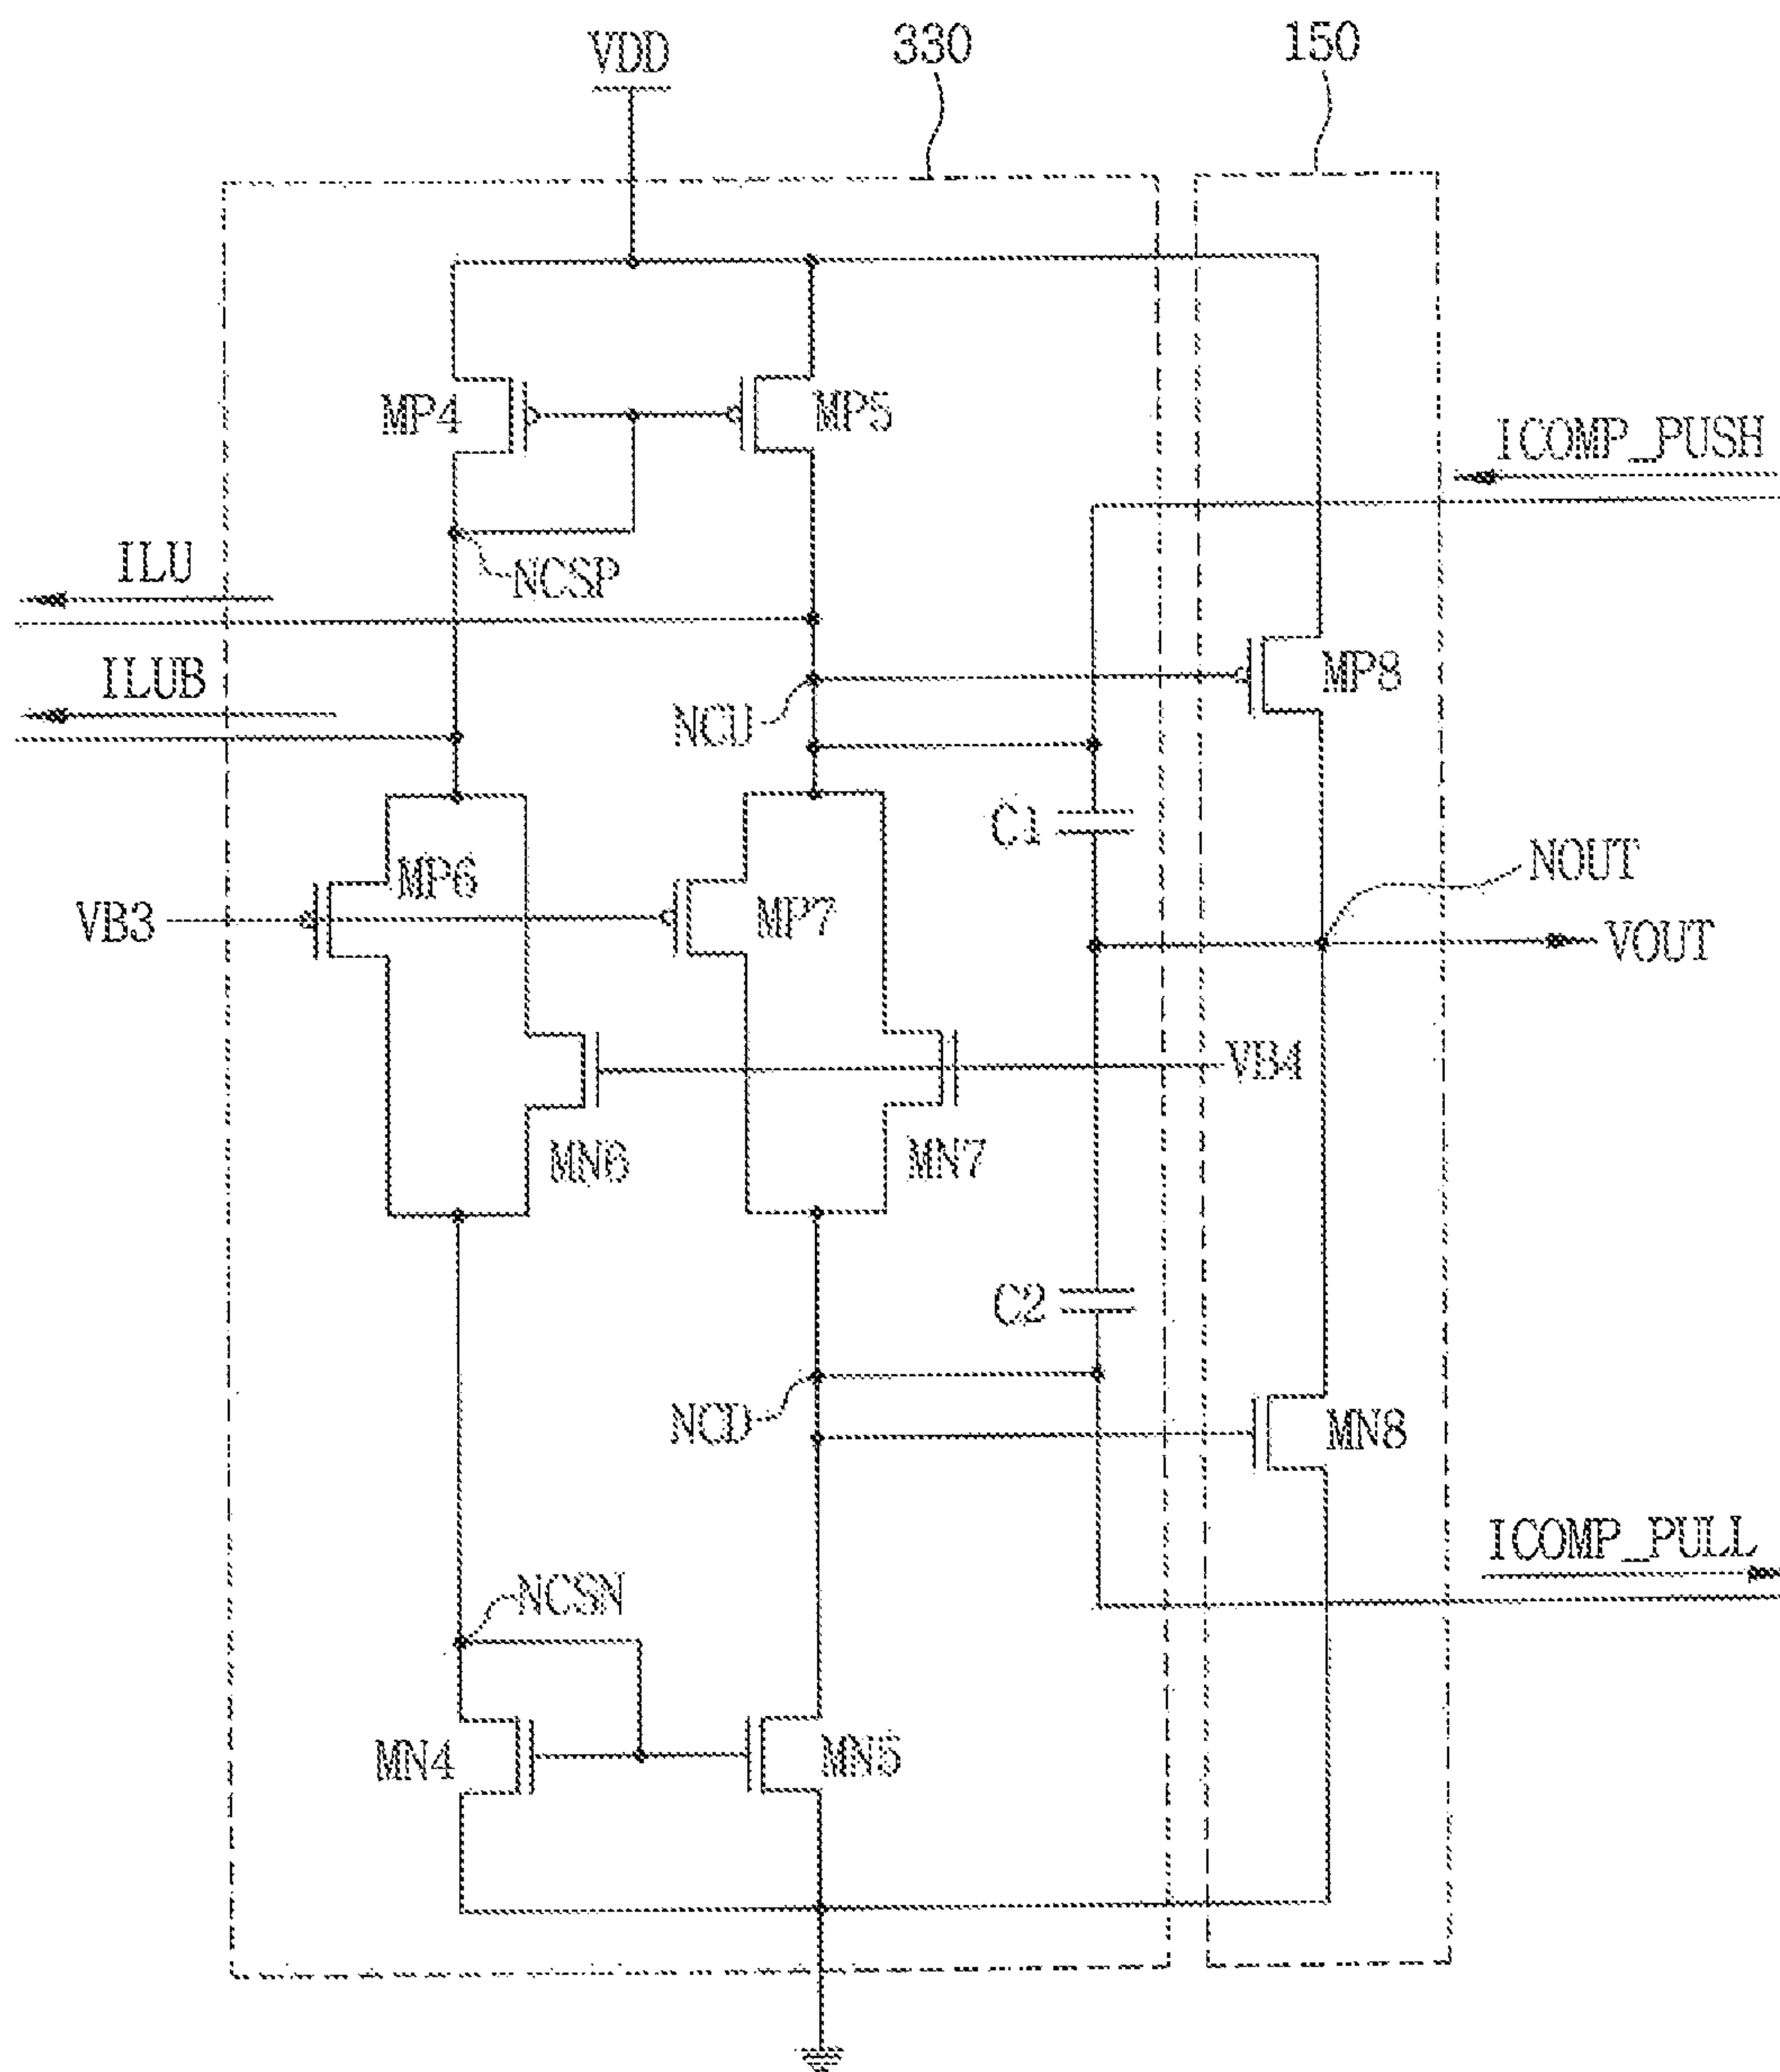 VDD
330
150
MP4
MP5
ICOMP_PUSH
ILU
NCSP
ILUB
MP8
NCU
C1
NOUT
MP6
VB3
MP7
VOUT
VB4
MN6
MN7
C2
NCD
MN8
ICOMP_PULL
NCSN
MN4
MN5